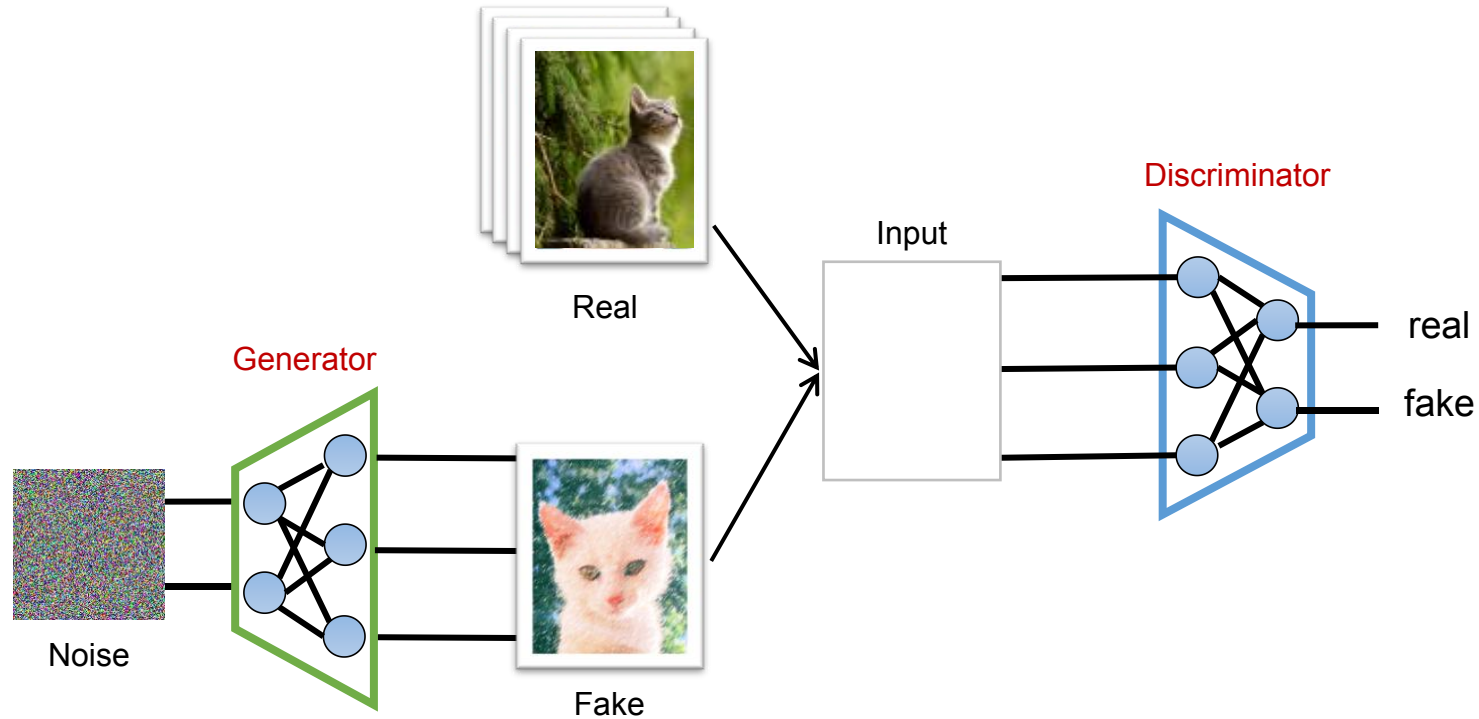 Real
Generator
Noise
Fake
Input
Discriminator
real
fake